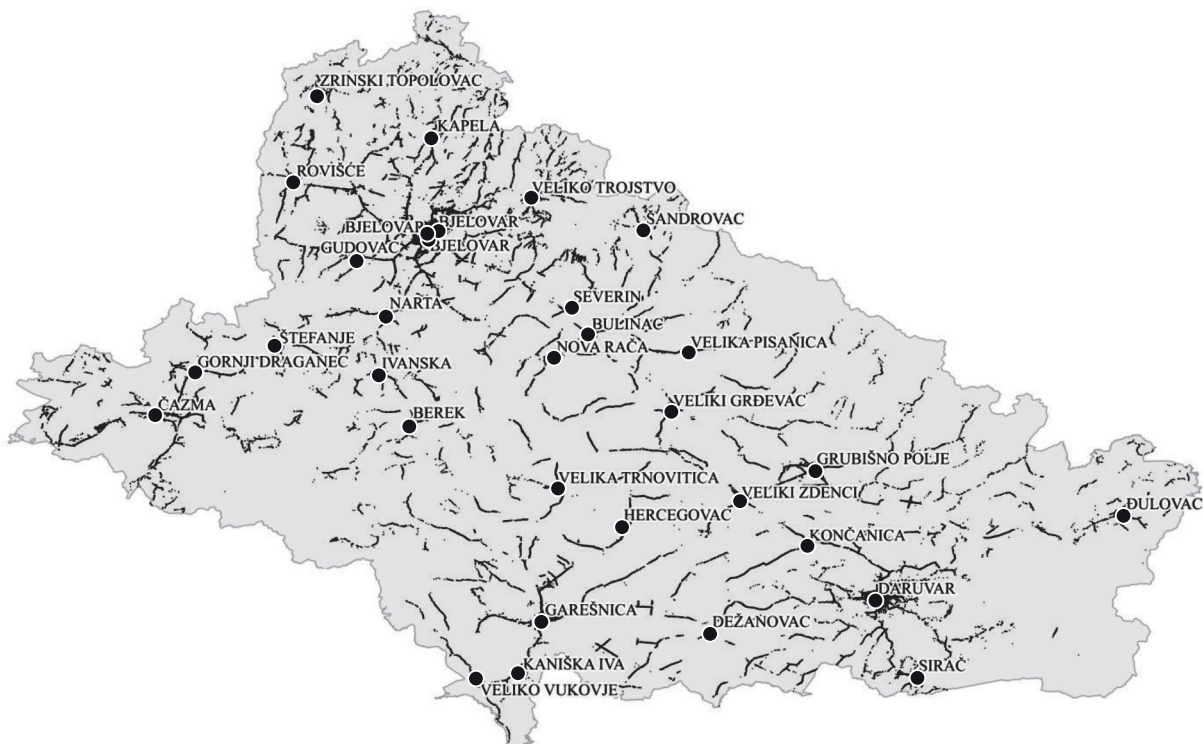 ZRINSKI TOPOLOVAC
KAPELA
ROVIŠĆE
VELIKO TROJSTVO
BJELOVAR
BJELOVAR
ŠANDROVAC
BJELOVAR
GUDOVAC
SEVERIN
NARTA
BULINAC
ŠTEFANJE
NOVA RAČA
VELIKA PISANICA
GORNJI DRAGANEC
IVANSKA
ČAZMA
BEREK
VELIKI GRĐEVAC
GRUBIŠNO POLJE
VELIKA TRNOVITICA
VELIKI ZDENCI
ĐULOVAC
HERCEGOVAC
KONČANICA
DARUVAR
GAREŠNICA
DEŽANOVAC
KANIŠKA IVA
SIRAČ
VELIKO VUKOVJE